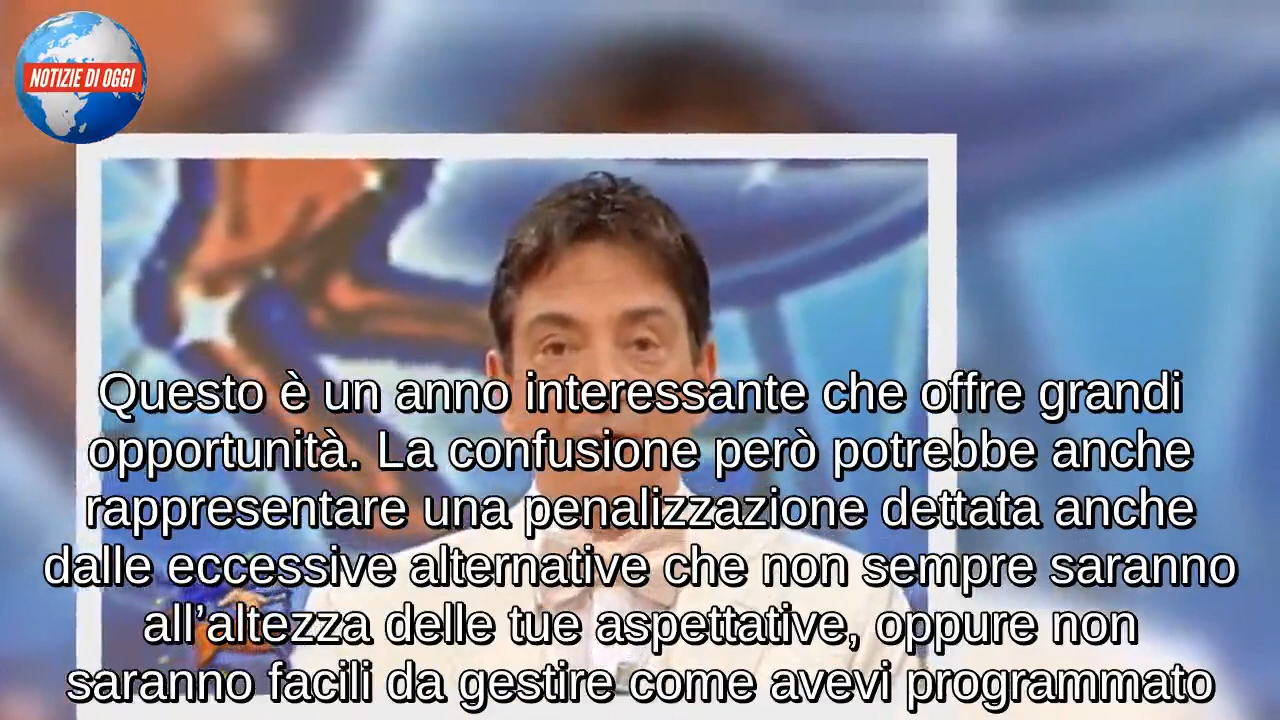 NOTIZIE DI OGGI
Questo è un anno interessante che offre grandi
opportunità. La confusione però potrebbe anche
rappresentare una penalizzazione dettata anche
dalle eccessive alternative che non sempre saranno
all’altezza delle tue aspettative, oppure non
saranno facili da gestire come avevi programmato